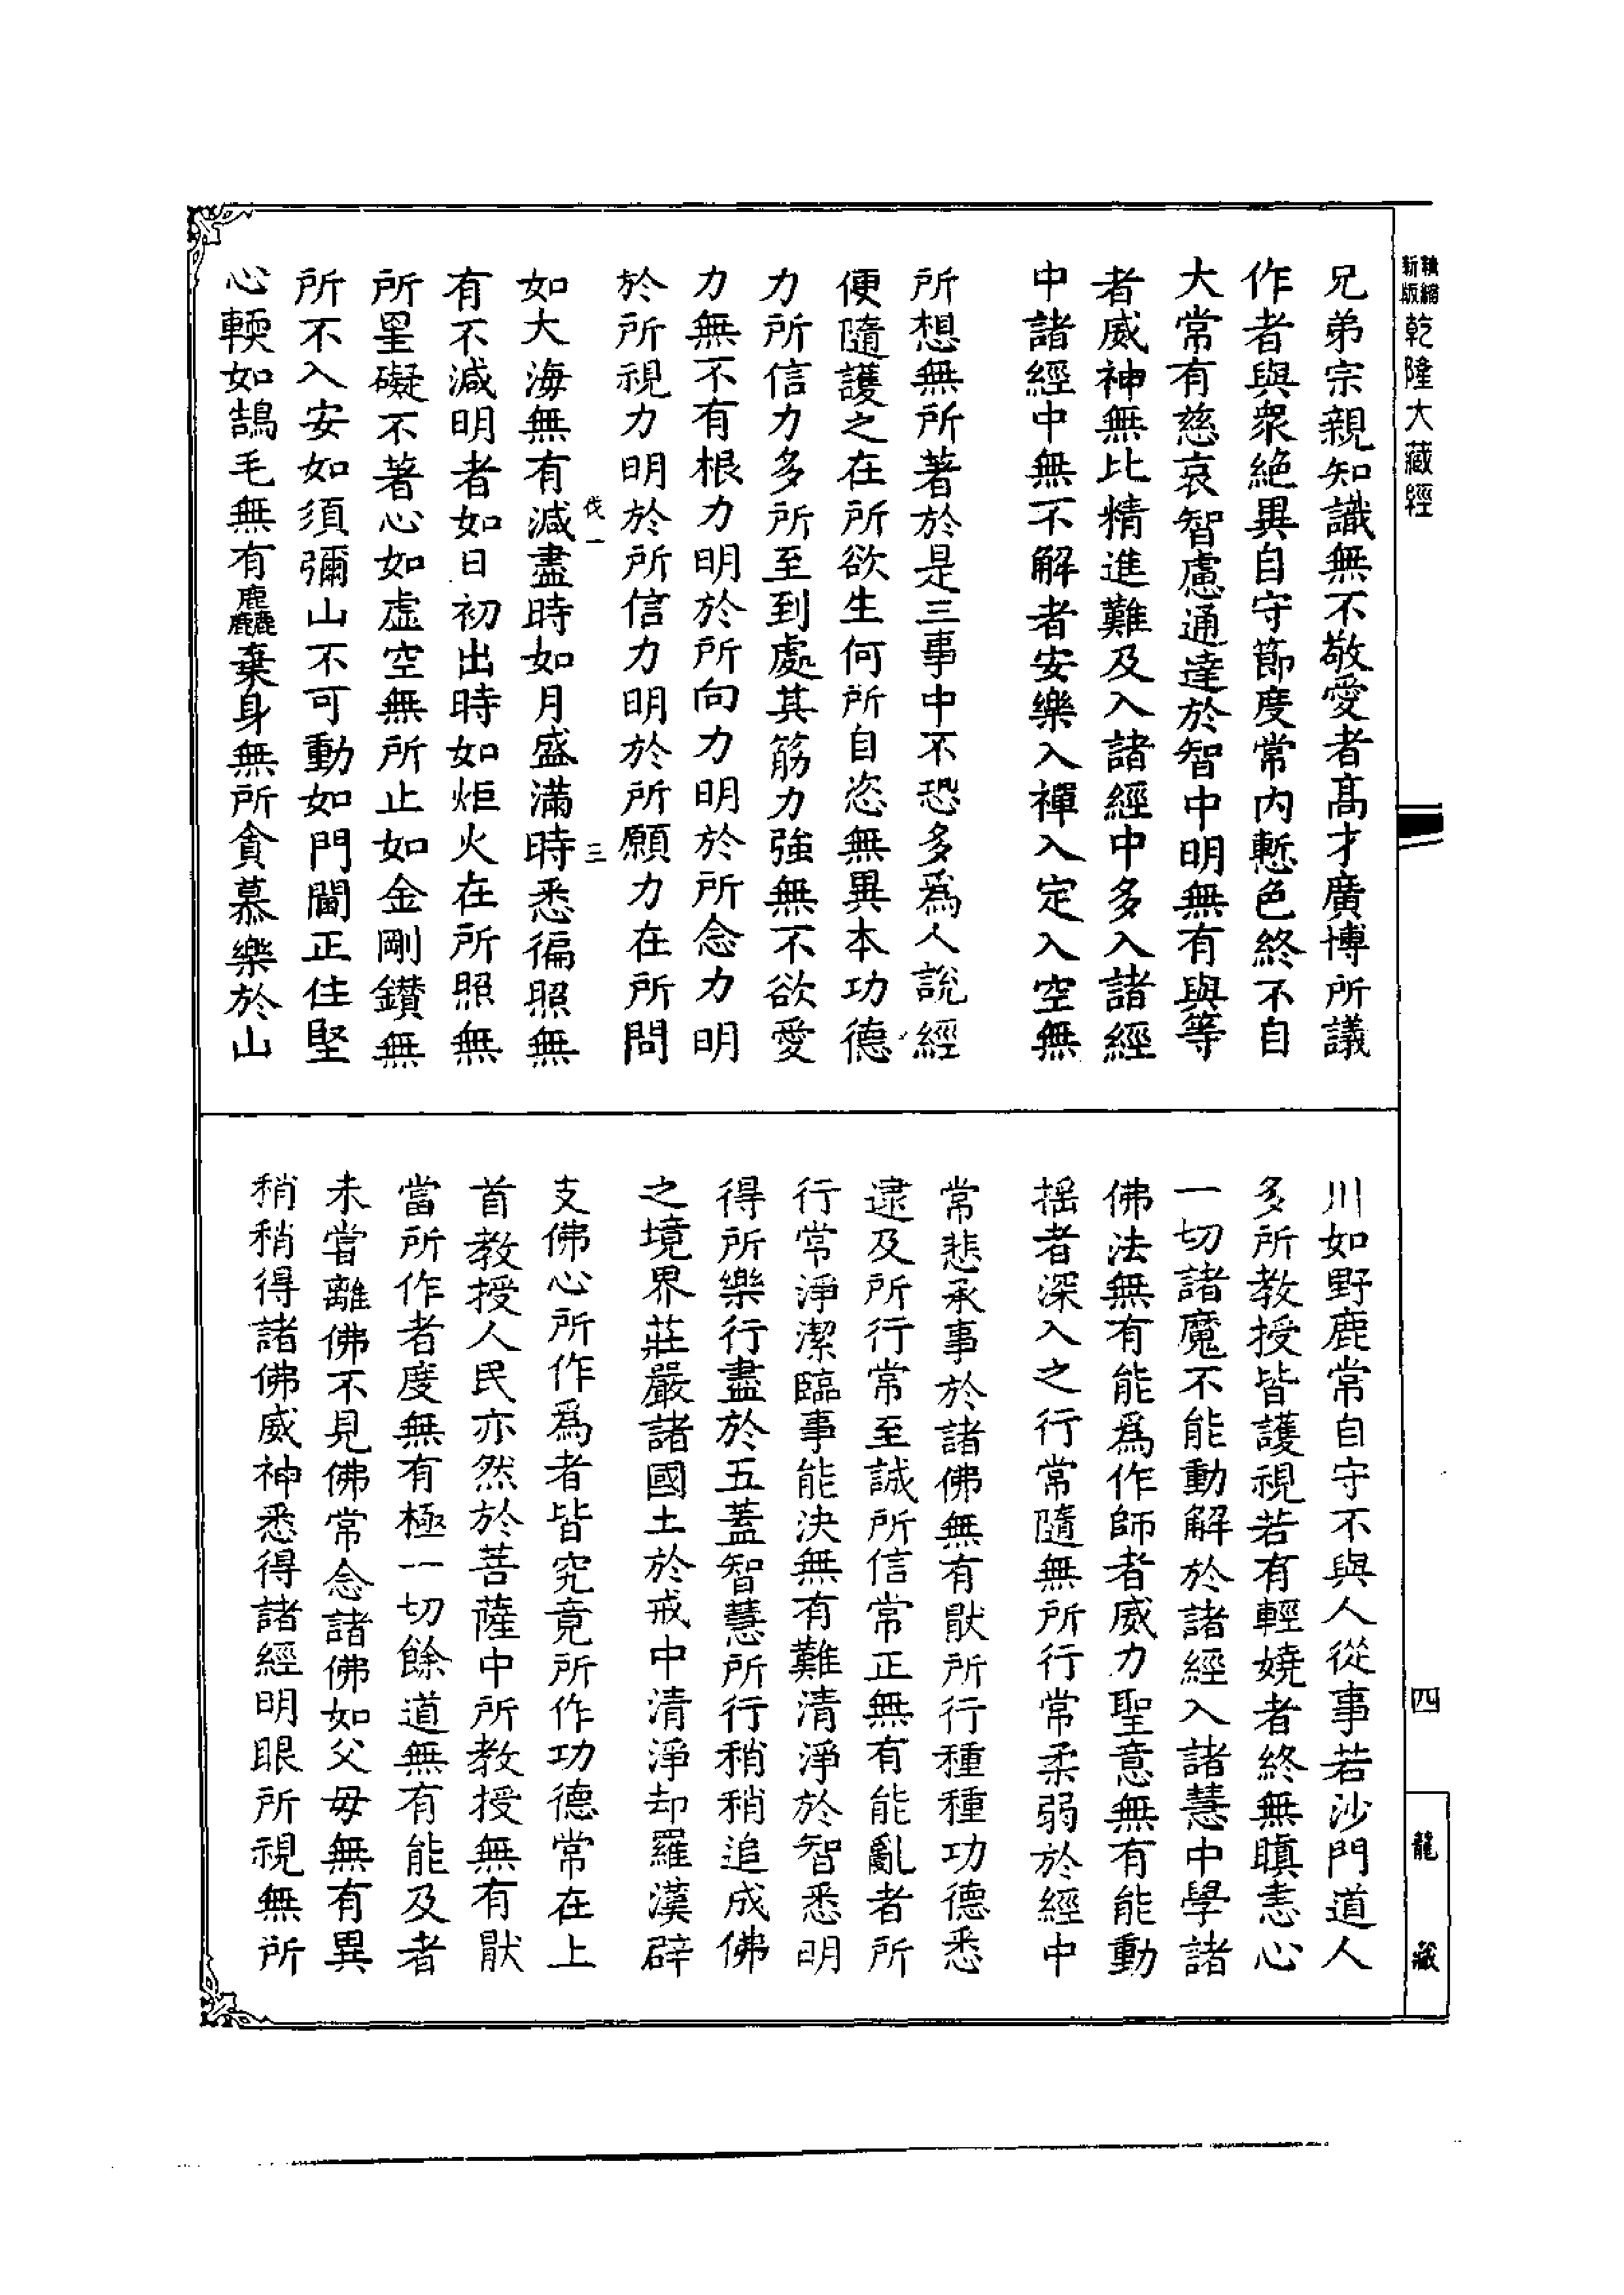 新版 精縮 乾隆大藏經
四
龍藏
兄弟宗親知識無不敬愛者高才廣博所議
作者與衆絶異自守節度常内慙色終不自
大常有慈哀智慮通達於智中明無有與等
者威神無比精進難及入諸經中多入諸經
中諸經中無不解者安樂入禪入定入空無
所想無所著於是三事中不恐多爲人說經
便隨護之在所欲生何所自恣無異本功德
力所信力多所至到處其筋力強無不欲愛
力無不有根力明於所向力明於所念力明
於所視力明於所信力明於所願力在所問
伐一 三
如大海無有減盡時如月盛滿時悉徧照無
有不減明者如日初出時如炬火在所照無
所罣礙不著心如虛空無所止如金剛鑽無
所不入安如須彌山不可動如門閫正住堅
心輭如鵠毛無有麤棄身無所貪慕樂於山
川如野鹿常自守不與人從事若沙門道人
多所教授皆護視若有輕嬈者終無瞋恚心
一切諸魔不能動解於諸經入諸慧中學諸
佛法無有能爲作師者威力聖意無有能動
揺者深入之行常隨無所行常柔弱於經中
常悲承事於諸佛無有猒所行種種功德悉
逮及所行常至誠所信常正無有能亂者所
行常淨潔臨事能決無有難清淨於智悉明
得所樂行盡於五蓋智慧所行稍稍追成佛
之境界莊嚴諸國土於戒中清淨却羅漢辟
支佛心所作爲者皆究竟所作功德常在上
首教授人民亦然於菩薩中所教授無有猒
當所作者度無有極一切餘道無有能及者
未嘗離佛不見佛常念諸佛如父母無有異
稍稍得諸佛威神悉得諸經明眼所視無所